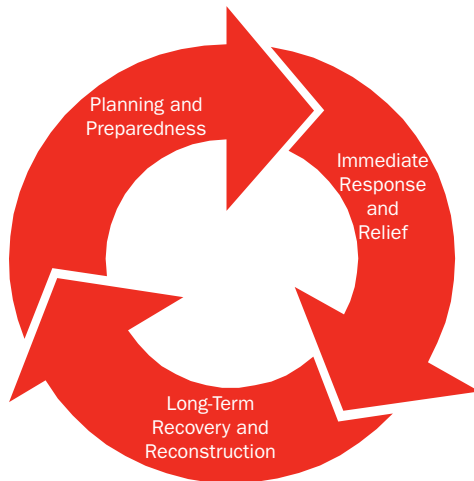 Planning and
Preparedness
Immediate
Response
and
Relief
Long-Term
Recovery and
Reconstruction